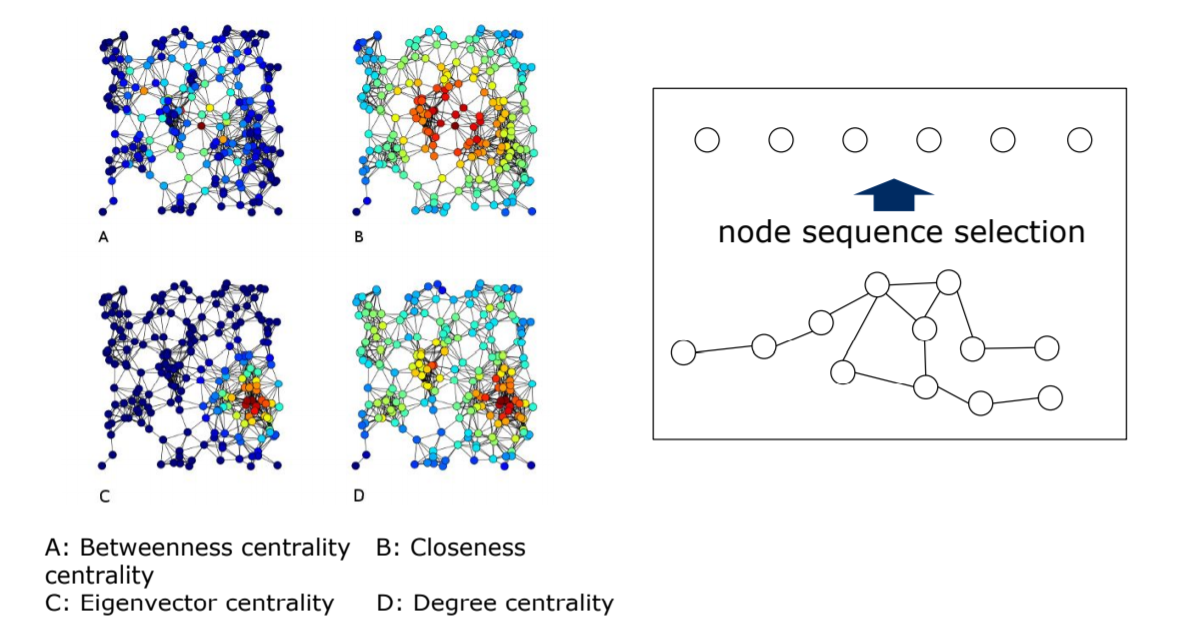 A
B
C
D
A: Betweenness centrality B: Closeness
centrality
C: Eigenvector centrality D: Degree centrality
node sequence selection